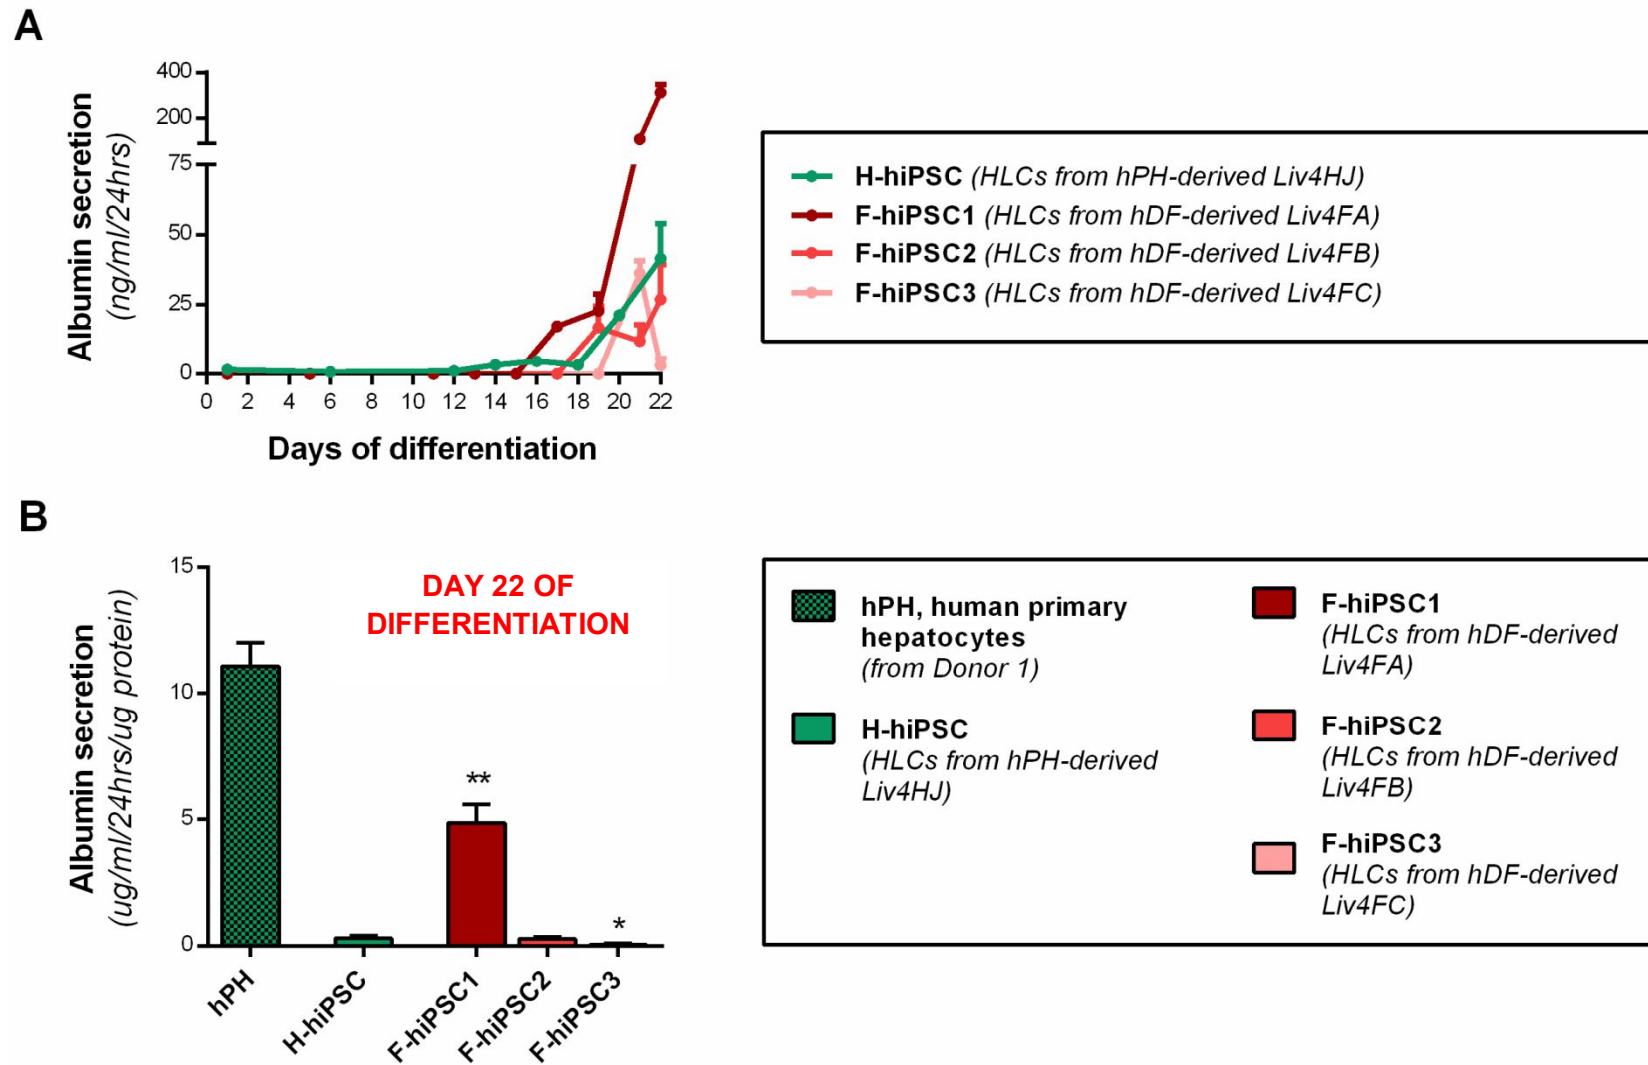 A
Albumin secretion
(ng/ml/24hrs)
400
200
75
50
25
0
0 2 4 6 8 10 12 14 16 18 20 22
Days of differentiation
H-hiPSC (HLCs from hPH-derived Liv4HJ)
F-hiPSC1 (HLCs from hDF-derived Liv4FA)
F-hiPSC2 (HLCs from hDF-derived Liv4FB)
F-hiPSC3 (HLCs from hDF-derived Liv4FC)
B
Albumin secretion
(ug/ml/24hrs/ug protein)
15
10
5
0
DAY 22 OF
DIFFERENTIATION
**
*
hPH
H-hiPSC
F-hiPSC1
F-hiPSC2
F-hiPSC3
hPH, human primary
hepatocytes
(from Donor 1)
H-hiPSC
(HLCs from hPH-derived
Liv4HJ)
F-hiPSC1
(HLCs from hDF-derived
Liv4FA)
F-hiPSC2
(HLCs from hDF-derived
Liv4FB)
F-hiPSC3
(HLCs from hDF-derived
Liv4FC)